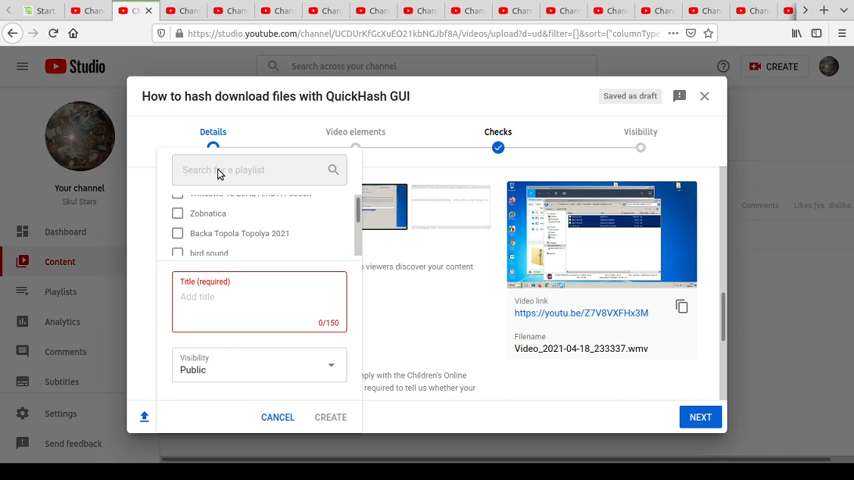 Start
Chan
C
Chan
Chan
Chan
Chan
Chan
Chan
Chan
Chan
Chan
Chan
Chan
Chan
https://studio.youtube.com/channel/UCDUrKfGcXuEO21kbNGJbf8A/videos/upload?d=ud&filter=[]&sort={"columnType
Studio
Search across your channel
CREATE
How to hash download files with QuickHash GUI
Saved as draft
Details
Video elements
Checks
Visibility
Search for a playlist
Your channel
Skul Stars
Zobnatica
Comments
Likes (vs. dislike
Dashboard
Backa Topola Topolya 2021
bird sound
Content
viewers discover your content
Title (required)
Add title
0/150
Playlists
Video link
https://youtu.be/Z7V8VXFHx3M
Analytics
Filename
Video_2021-04-18_233337.wmv
Comments
Visibility
Public
mply with the Children's Online
required to tell us whether your
Subtitles
Settings
CANCEL
CREATE
NEXT
Send feedback